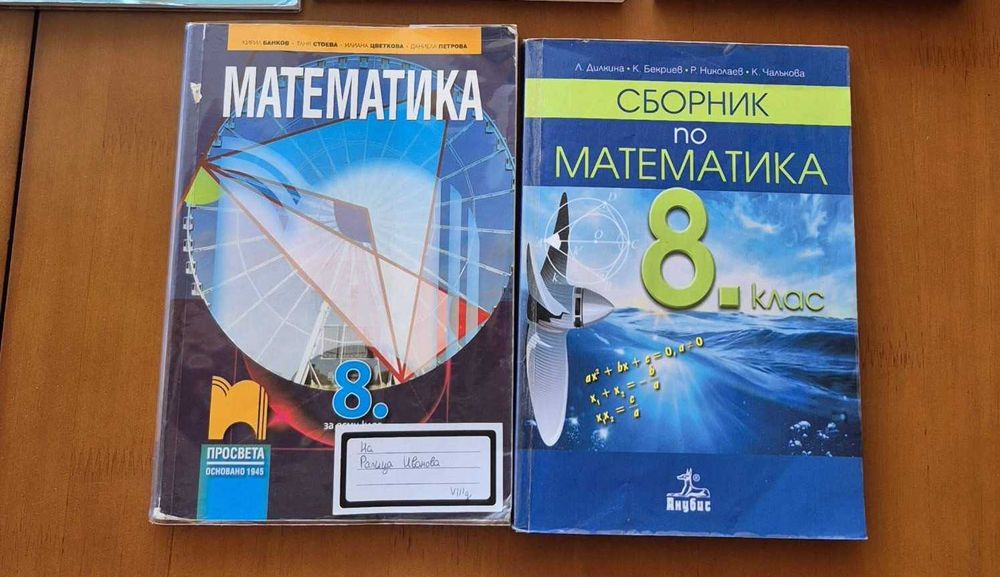 КИРИЛ БАНКОВ · ТАНЯ СТОЕВА · ИЛИАНА ЦВЕТКОВА · ДАНИЕЛА ПЕТРОВА
МАТЕМАТИКА
8.
за осми клас
ПРОСВЕТА
ОСНОВАНО 1945
На
Ралица Иванова
VIIIд
Л. Дилкина · К. Бекриев · Р. Николаев · К. Чалъкова
СБОРНИК
по
МАТЕМАТИКА
8. клас
D
O
C
K
ax² + bx + c = 0, a ≠ 0
x₁ + x₂ = -b/a
x₁x₂ = c/a
®
Анубис